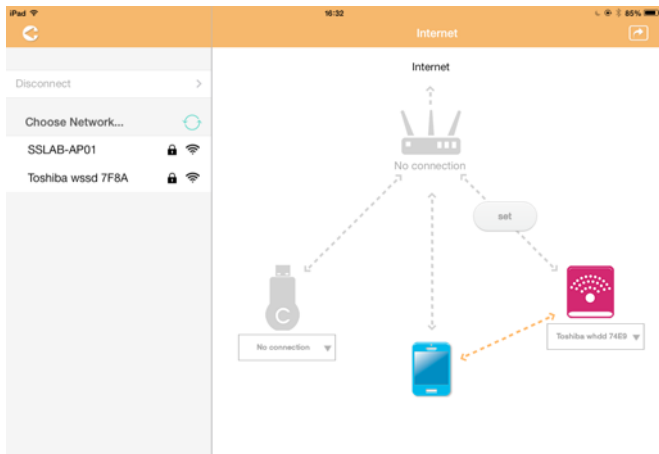 iPad
16:32
85%
Internet
Disconnect
Choose Network...
SSLAB-AP01
Toshiba wssd 7F8A
Internet
No connection
set
C
No connection
Toshiba whdd 74E9